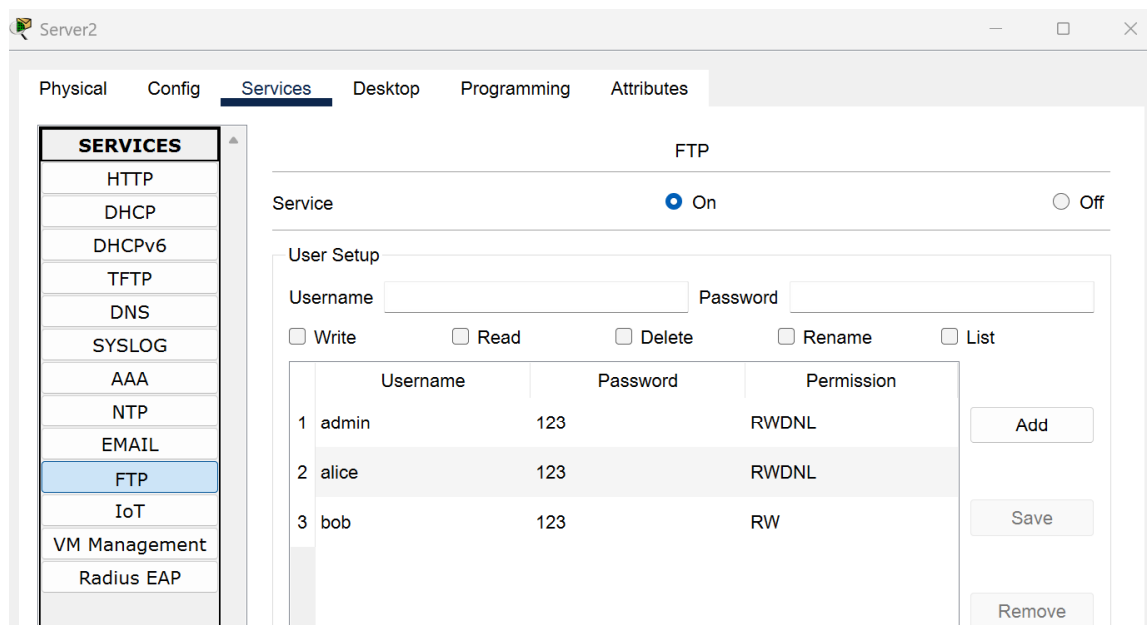 Server2
Physical Config Services Desktop Programming Attributes
SERVICES
HTTP
DHCP
DHCPv6
TFTP
DNS
SYSLOG
AAA
NTP
EMAIL
FTP
IoT
VM Management
Radius EAP
FTP
Service On Off
User Setup
Username Password
Write Read Delete Rename List
Username Password Permission
1 admin 123 RWDNL
2 alice 123 RWDNL
3 bob 123 RW
Add
Save
Remove